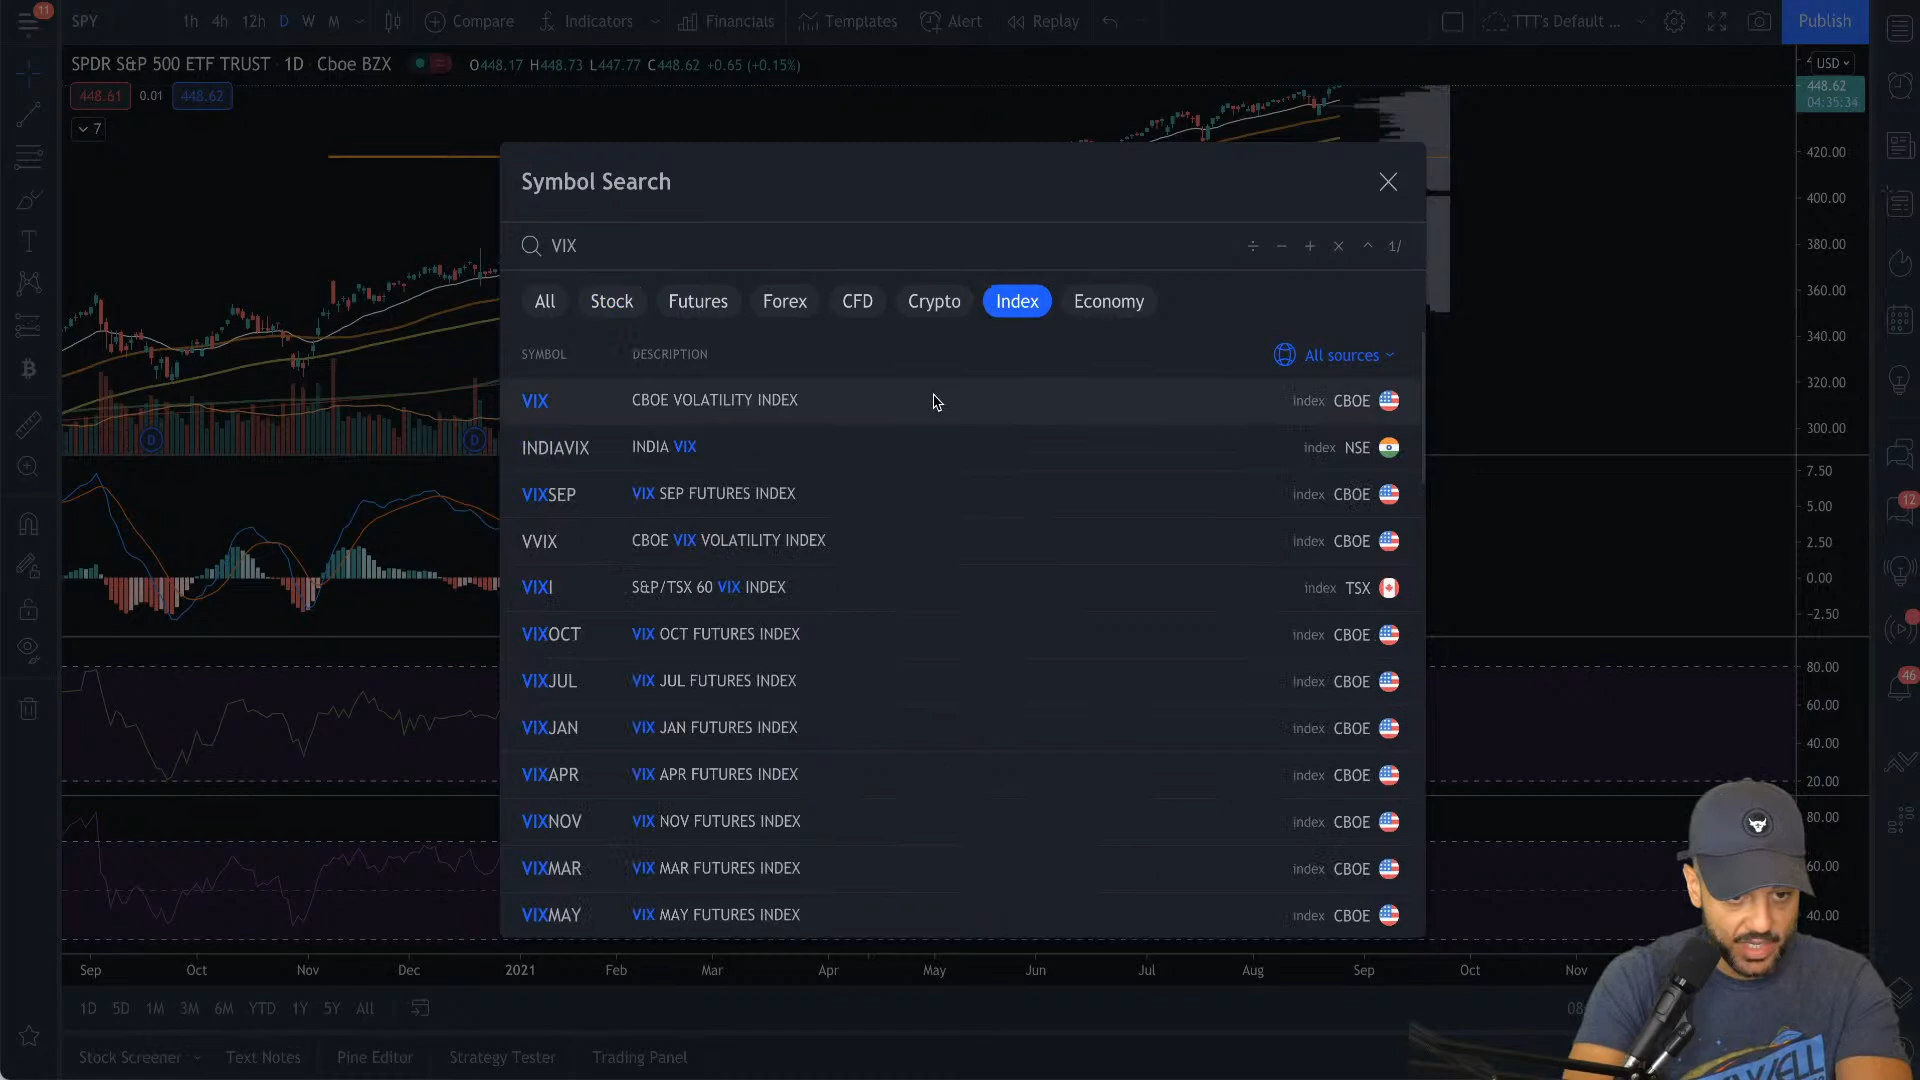 11
SPY 1h 4h 12h D W M Compare Indicators Financials Templates Alert Replay TTT's Default ... Publish
SPDR S&P 500 ETF TRUST · 1D · Cboe BZX O448.17 H448.73 L447.77 C448.62 +0.65 (+0.15%)
USD
448.61 0.01 448.62
448.62
04:35:34
7
420.00
400.00
380.00
360.00
340.00
320.00
300.00
7.50
5.00
2.50
0.00
−2.50
80.00
60.00
40.00
20.00
80.00
60.00
40.00
Symbol Search
VIX ÷ − + × ^ 1/
All Stock Futures Forex CFD Crypto Index Economy
SYMBOL DESCRIPTION All sources
VIX CBOE VOLATILITY INDEX index CBOE
INDIAVIX INDIA VIX index NSE
VIXSEP VIX SEP FUTURES INDEX index CBOE
VVIX CBOE VIX VOLATILITY INDEX index CBOE
VIXI S&P/TSX 60 VIX INDEX index TSX
VIXOCT VIX OCT FUTURES INDEX index CBOE
VIXJUL VIX JUL FUTURES INDEX index CBOE
VIXJAN VIX JAN FUTURES INDEX index CBOE
VIXAPR VIX APR FUTURES INDEX index CBOE
VIXNOV VIX NOV FUTURES INDEX index CBOE
VIXMAR VIX MAR FUTURES INDEX index CBOE
VIXMAY VIX MAY FUTURES INDEX index CBOE
D D
12
46
Sep Oct Nov Dec 2021 Feb Mar Apr May Jun Jul Aug Sep Oct Nov
1D 5D 1M 3M 6M YTD 1Y 5Y All
Stock Screener Text Notes Pine Editor Strategy Tester Trading Panel